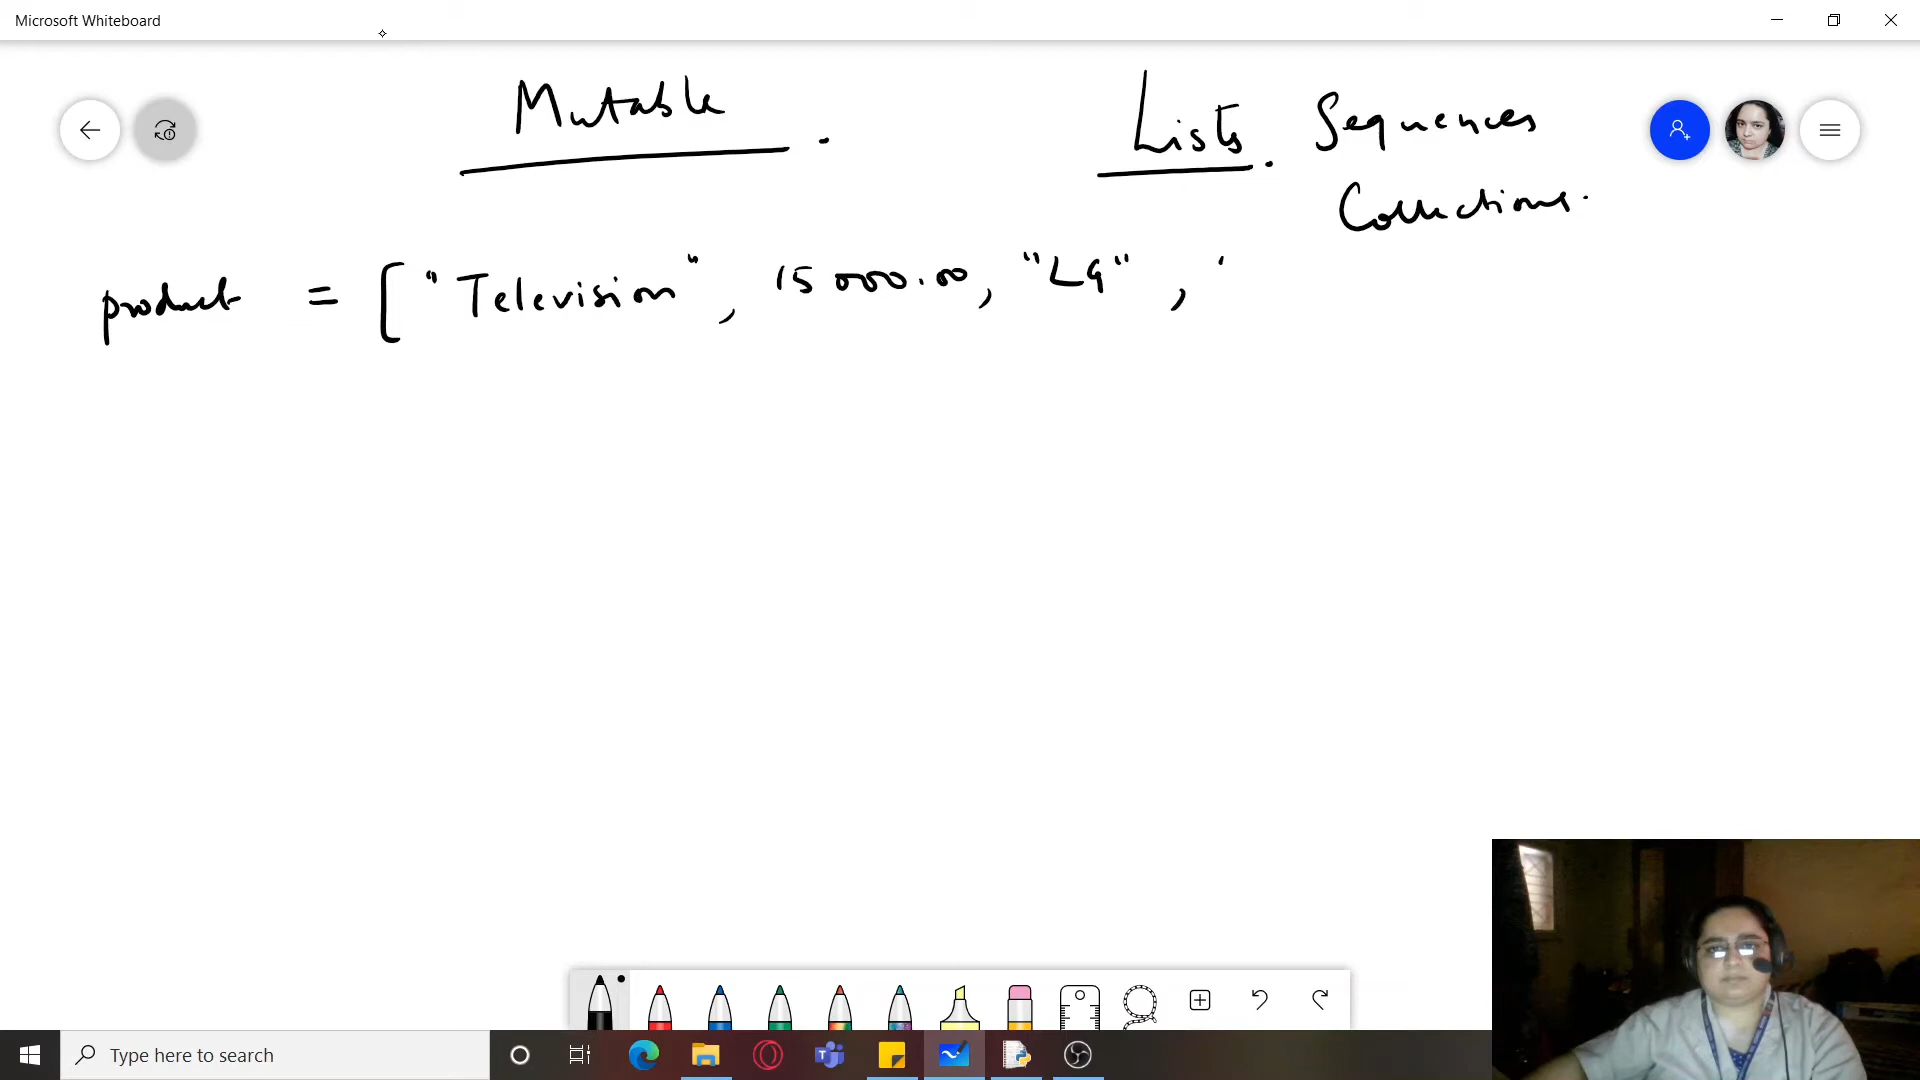 Microsoft Whiteboard
Mutable.
Lists. Sequences
Collections.
product = ["Television", 15000.00, "LG", '
Type here to search